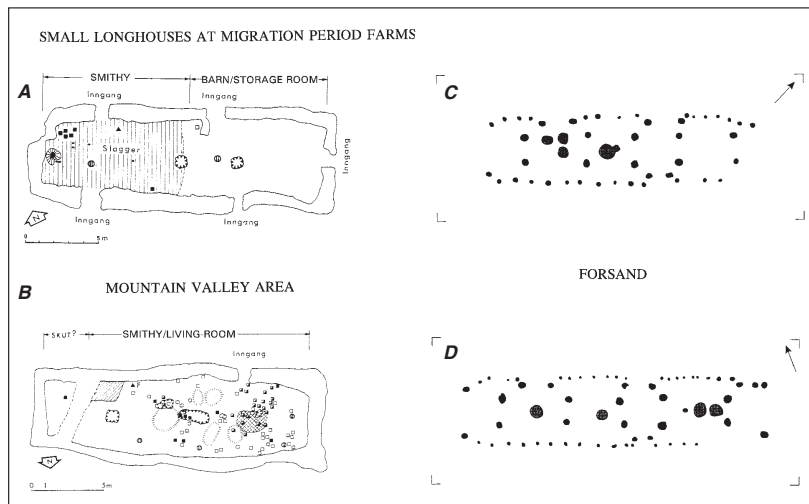 SMALL LONGHOUSES AT MIGRATION PERIOD FARMS
A
SMITHY
BARN/STORAGE ROOM
Inngang
Inngang
Slagger
Inngang
Inngang
Inngang
N
0 5m
C
B
MOUNTAIN VALLEY AREA
SKUT?
SMITHY/LIVING-ROOM
Inngang
N
0 1 5m
FORSAND
D